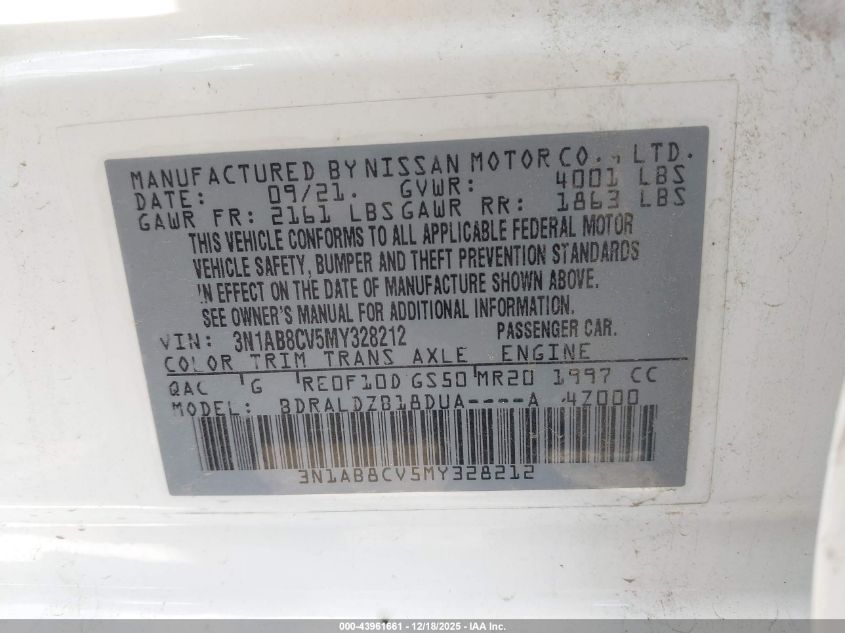 MANUFACTURED BY NISSAN MOTOR CO., LTD.
DATE: 09/21. GVWR: 4001 LBS
GAWR FR: 2161 LBS GAWR RR: 1863 LBS
THIS VEHICLE CONFORMS TO ALL APPLICABLE FEDERAL MOTOR
VEHICLE SAFETY, BUMPER AND THEFT PREVENTION STANDARDS
IN EFFECT ON THE DATE OF MANUFACTURE SHOWN ABOVE.
SEE OWNER'S MANUAL FOR ADDITIONAL INFORMATION.
VIN: 3N1AB8CV5MY328212 PASSENGER CAR.
COLOR TRIM TRANS AXLE ENGINE
QAC G RE0F10D GS50 MR20 1997 CC
MODEL: BDRALDZB18DUA----A 4Z000
3N1AB8CV5MY328212
000-43961661 - 12/18/2025 - IAA Inc.